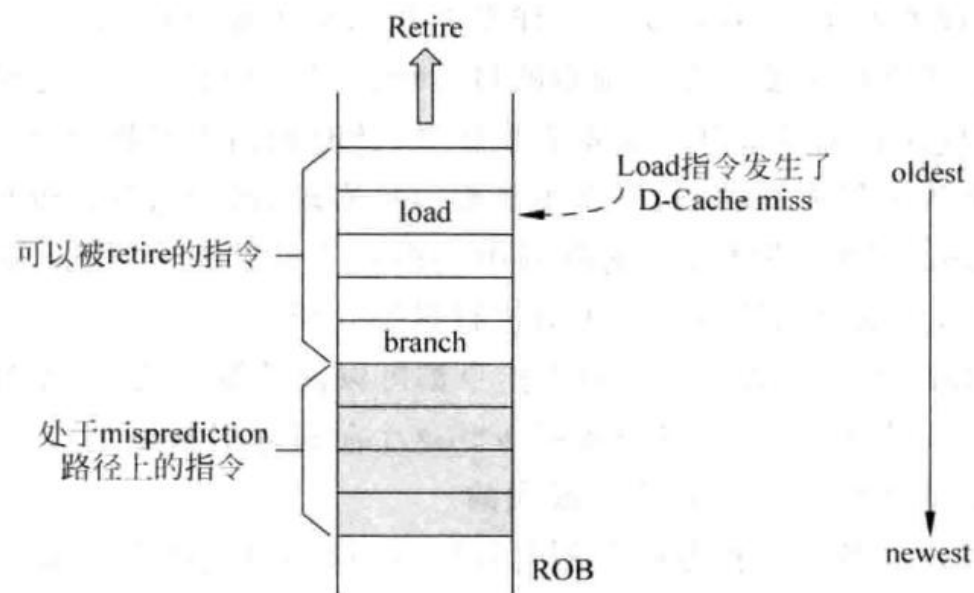 Retire
Load指令发生了
D-Cache miss
oldest
load
可以被retire的指令
branch
处于misprediction
路径上的指令
newest
ROB